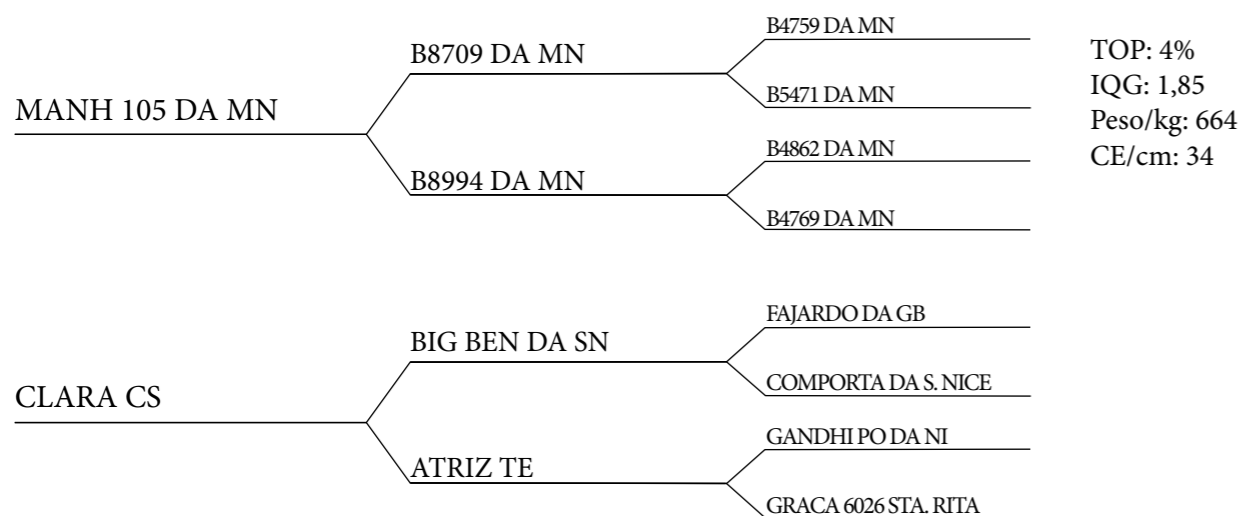 B4759 DA MN
B8709 DA MN
B5471 DA MN
MANH 105 DA MN
B4862 DA MN
B8994 DA MN
B4769 DA MN
TOP: 4%
IQG: 1,85
Peso/kg: 664
CE/cm: 34
FAJARDO DA GB
BIG BEN DA SN
COMPORTA DA S. NICE
CLARA CS
GANDHI PO DA NI
ATRIZ TE
GRACA 6026 STA. RITA